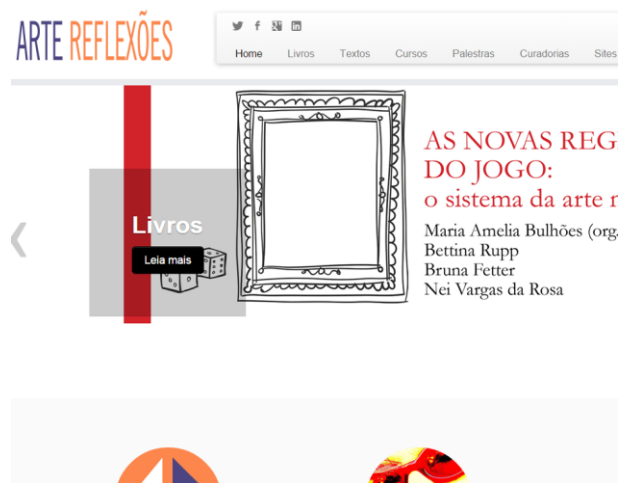 ARTE REFLEXÕES
Home Livros Textos Cursos Palestras Curadorias Sites
AS NOVAS REG
DO JOGO:
o sistema da arte
Livros
Leia mais
Maria Amelia Bulhões (org.
Bettina Rupp
Bruna Fetter
Nei Vargas da Rosa